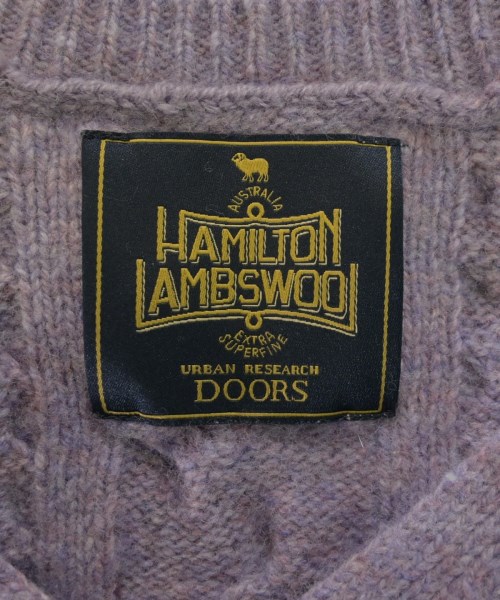 AUSTRALIA
HAMILTON
LAMBSWOOL
EXTRA
SUPERFINE
URBAN RESEARCH
DOORS